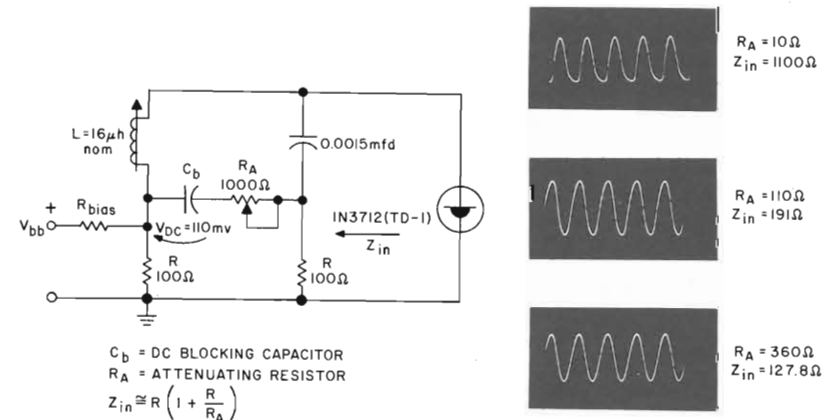 L=16μh
nom
C_b
R_A
1000Ω
0.0015mfd
+
V_bb
R_bias
V_DC=110mv
1N3712(TD-1)
Z_in
R
100Ω
R
100Ω
C_b = DC BLOCKING CAPACITOR
R_A = ATTENUATING RESISTOR
Z_in ≅ R (1 + R/R_A)
R_A = 10Ω
Z_in = 1100Ω
R_A = 110Ω
Z_in = 191Ω
R_A = 360Ω
Z_in = 127.8Ω